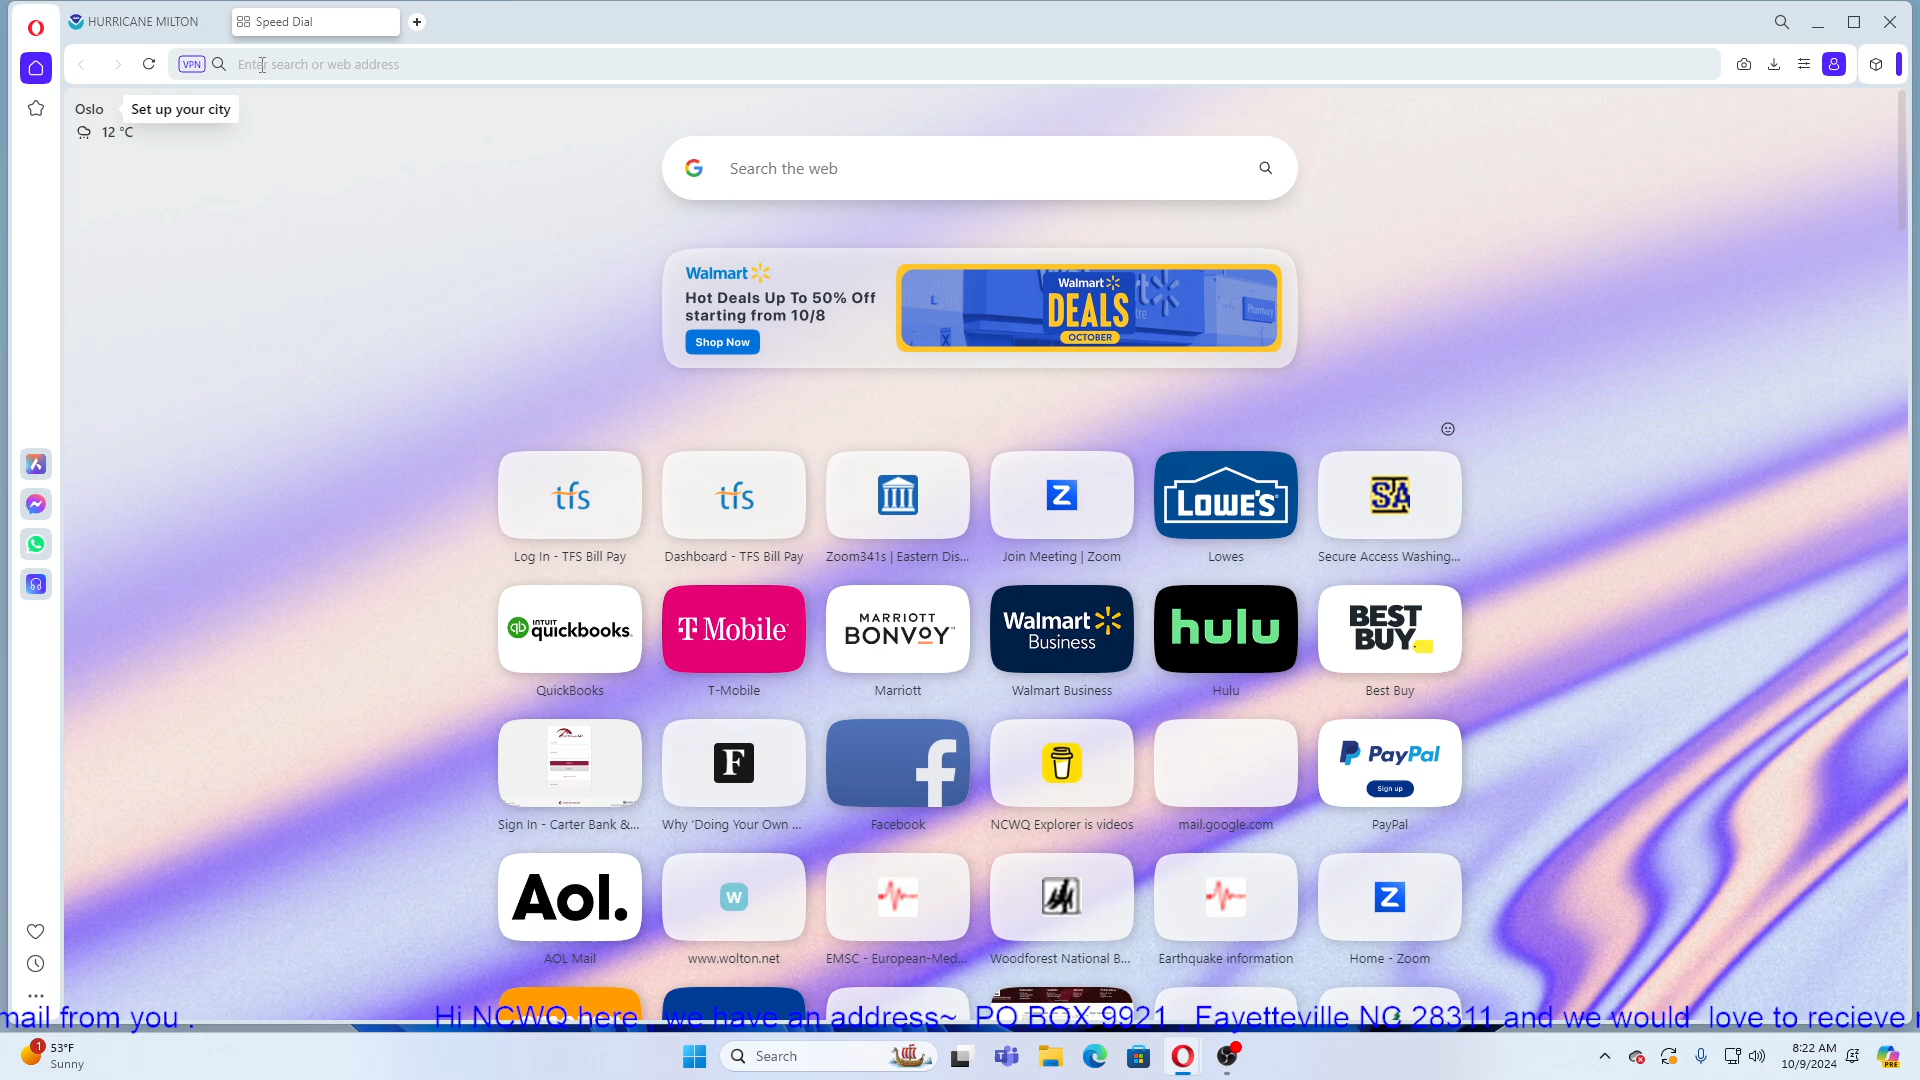 HURRICANE MILTON
Speed Dial
VPN
Enter search or web address
Oslo
Set up your city
12 °C
Search the web
Walmart
Hot Deals Up To 50% Off
starting from 10/8
Shop Now
Walmart
DEALS
OCTOBER
Pharmacy
tfs
tfs
Z
LOWE'S
SA
Log In - TFS Bill Pay
Dashboard - TFS Bill Pay
Zoom341s | Eastern Dis...
Join Meeting | Zoom
Lowes
Secure Access Washing...
INTUIT
quickbooks.
T Mobile
MARRIOTT
BONVOY
Walmart
Business
hulu
BEST
BUY
QuickBooks
T-Mobile
Marriott
Walmart Business
Hulu
Best Buy
F
f
PayPal
Sign up
Sign In - Carter Bank &...
Why 'Doing Your Own ...
Facebook
NCWQ Explorer is videos
mail.google.com
PayPal
Aol.
W
Z
AOL Mail
www.wolton.net
EMSC - European-Med...
Woodforest National B...
Earthquake information
Home - Zoom
mail from you . Hi NCWQ here , we have an address~ PO BOX 9921 , Fayetteville NC 28311 and we would love to recieve
1
53°F
Sunny
Search
8:22 AM
10/9/2024
PRE